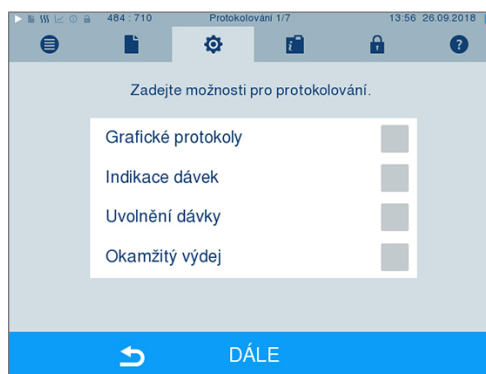 484 : 710 Protokolování 1/7 13:56 26.09.2018
Zadejte možnosti pro protokolování.
Grafické protokoly
Indikace dávek
Uvolnění dávky
Okamžitý výdej
DÁLE